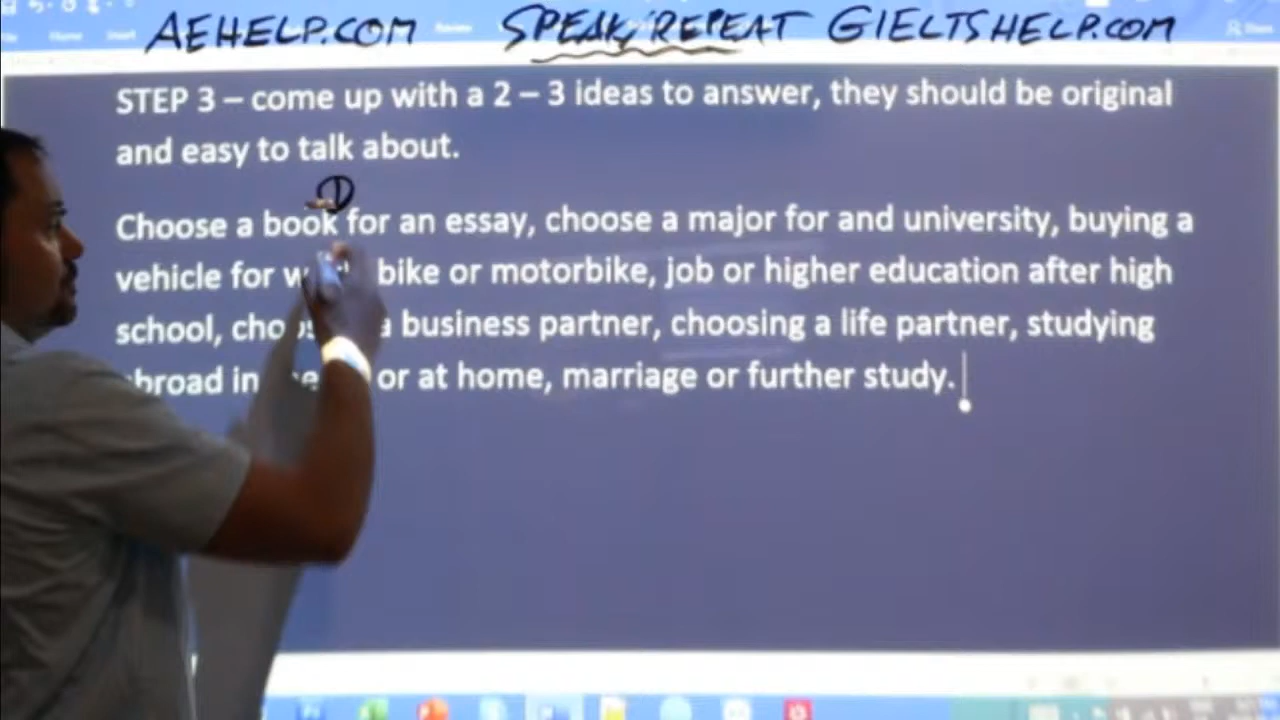 AEHELP.COM SPEAK/REPEAT GIELTSHELP.COM
STEP 3 – come up with a 2 – 3 ideas to answer, they should be original
and easy to talk about.
①
Choose a book for an essay, choose a major for and university, buying a
vehicle for bike or motorbike, job or higher education after high
school, a business partner, choosing a life partner, studying
abroad in or at home, marriage or further study.